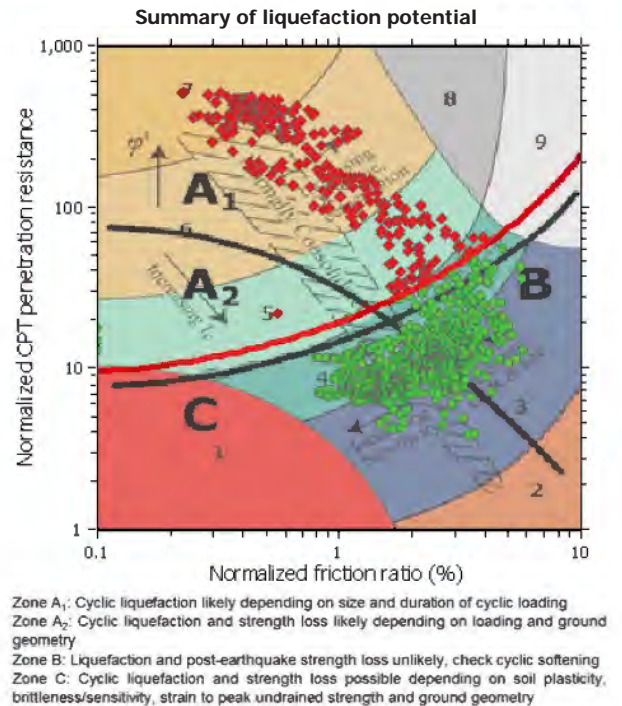 Summary of liquefaction potential
Normalized CPT penetration resistance
1,000
100
10
1
0.1
1
10
Normalized friction ratio (%)
7
8
9
φ'
A1
6
A2
Increasing
5
B
4
C
1
3
2
Normally
Zone A1: Cyclic liquefaction likely depending on size and duration of cyclic loading
Zone A2: Cyclic liquefaction and strength loss likely depending on loading and ground
geometry
Zone B: Liquefaction and post-earthquake strength loss unlikely, check cyclic softening
Zone C: Cyclic liquefaction and strength loss possible depending on soil plasticity,
brittleness/sensitivity, strain to peak undrained strength and ground geometry